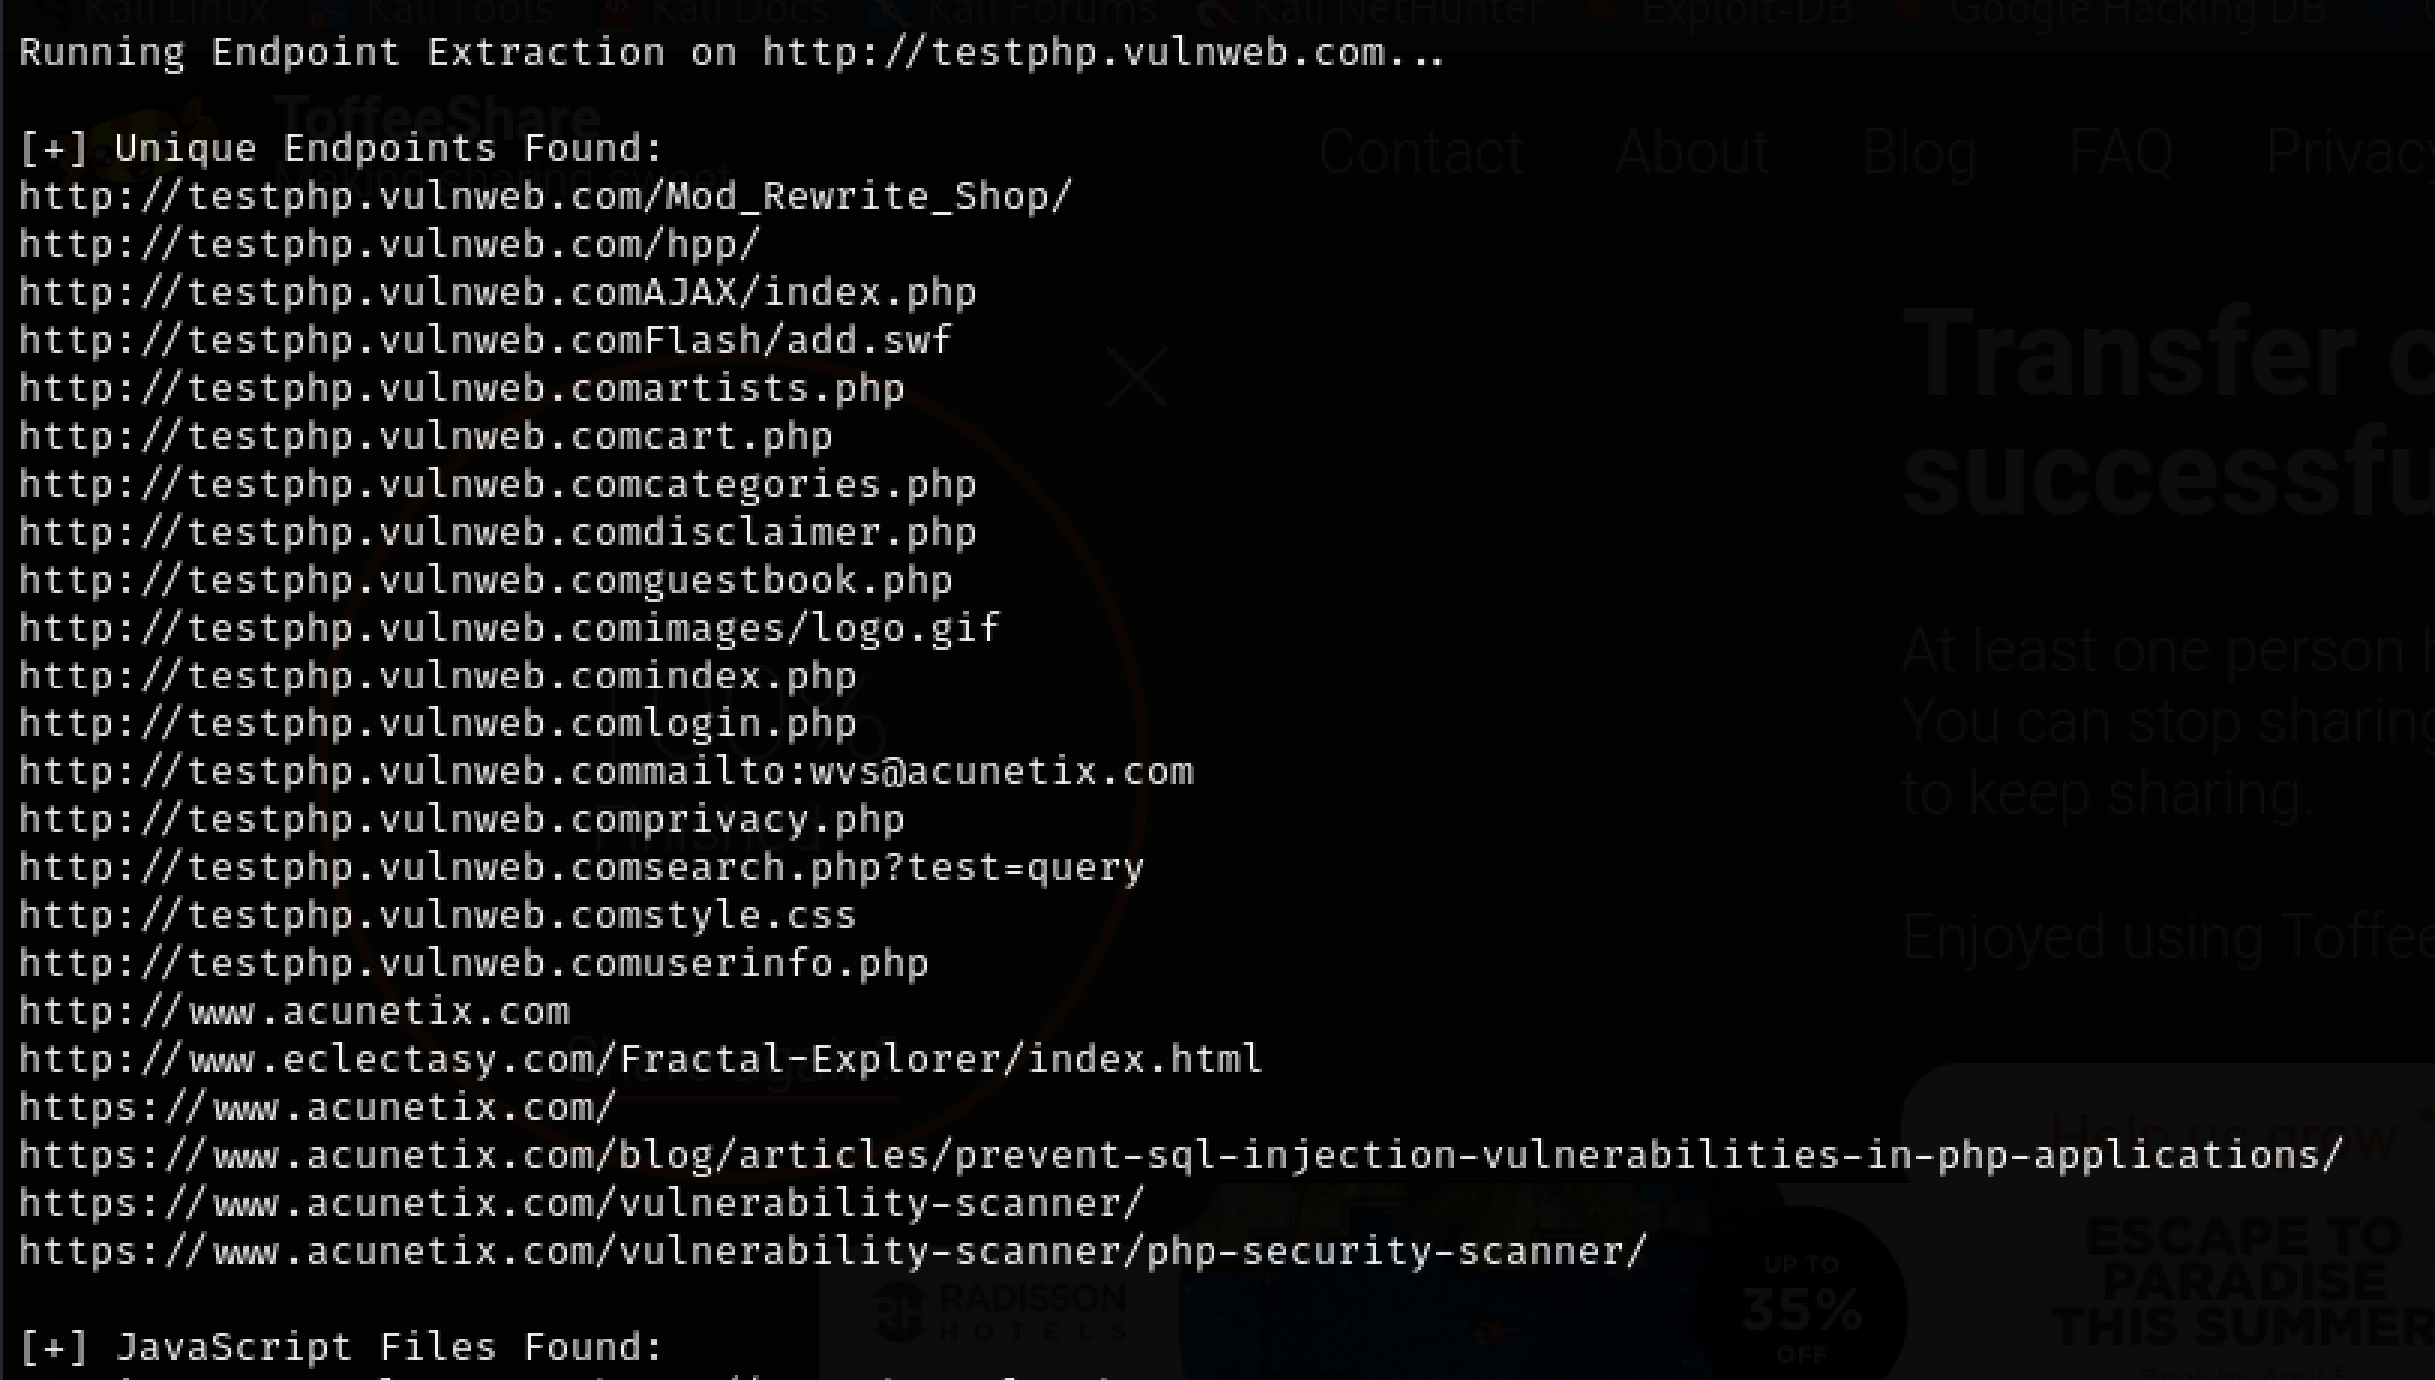 Kali Linux Kali Tools Kali Docs Kali Forums Kali NetHunter Exploit-DB Google Hacking DB
Running Endpoint Extraction on http://testphp.vulnweb.com...
ToffeeShare
Contact About Blog FAQ Privacy
[+] Unique Endpoints Found:
Making sharing sweet
http://testphp.vulnweb.com/Mod_Rewrite_Shop/
http://testphp.vulnweb.com/hpp/
http://testphp.vulnweb.comAJAX/index.php
http://testphp.vulnweb.comFlash/add.swf
Transfer
http://testphp.vulnweb.comartists.php
http://testphp.vulnweb.comcart.php
http://testphp.vulnweb.comcategories.php
successfu
http://testphp.vulnweb.comdisclaimer.php
http://testphp.vulnweb.comguestbook.php
http://testphp.vulnweb.comimages/logo.gif
At least one person
http://testphp.vulnweb.comindex.php
100%
http://testphp.vulnweb.comlogin.php
You can stop sharing
http://testphp.vulnweb.commailto:wvs@acunetix.com
to keep sharing.
http://testphp.vulnweb.comprivacy.php
http://testphp.vulnweb.comsearch.php?test=query
http://testphp.vulnweb.comstyle.css
Enjoyed using Toffee
http://testphp.vulnweb.comuserinfo.php
http://www.acunetix.com
http://www.eclectasy.com/Fractal-Explorer/index.html
https://www.acunetix.com/
Help us grow
https://www.acunetix.com/blog/articles/prevent-sql-injection-vulnerabilities-in-php-applications/
https://www.acunetix.com/vulnerability-scanner/
https://www.acunetix.com/vulnerability-scanner/php-security-scanner/
RADISSON
HOTELS
UP TO
35%
OFF
ESCAPE TO
PARADISE
THIS SUMMER
[+] JavaScript Files Found: